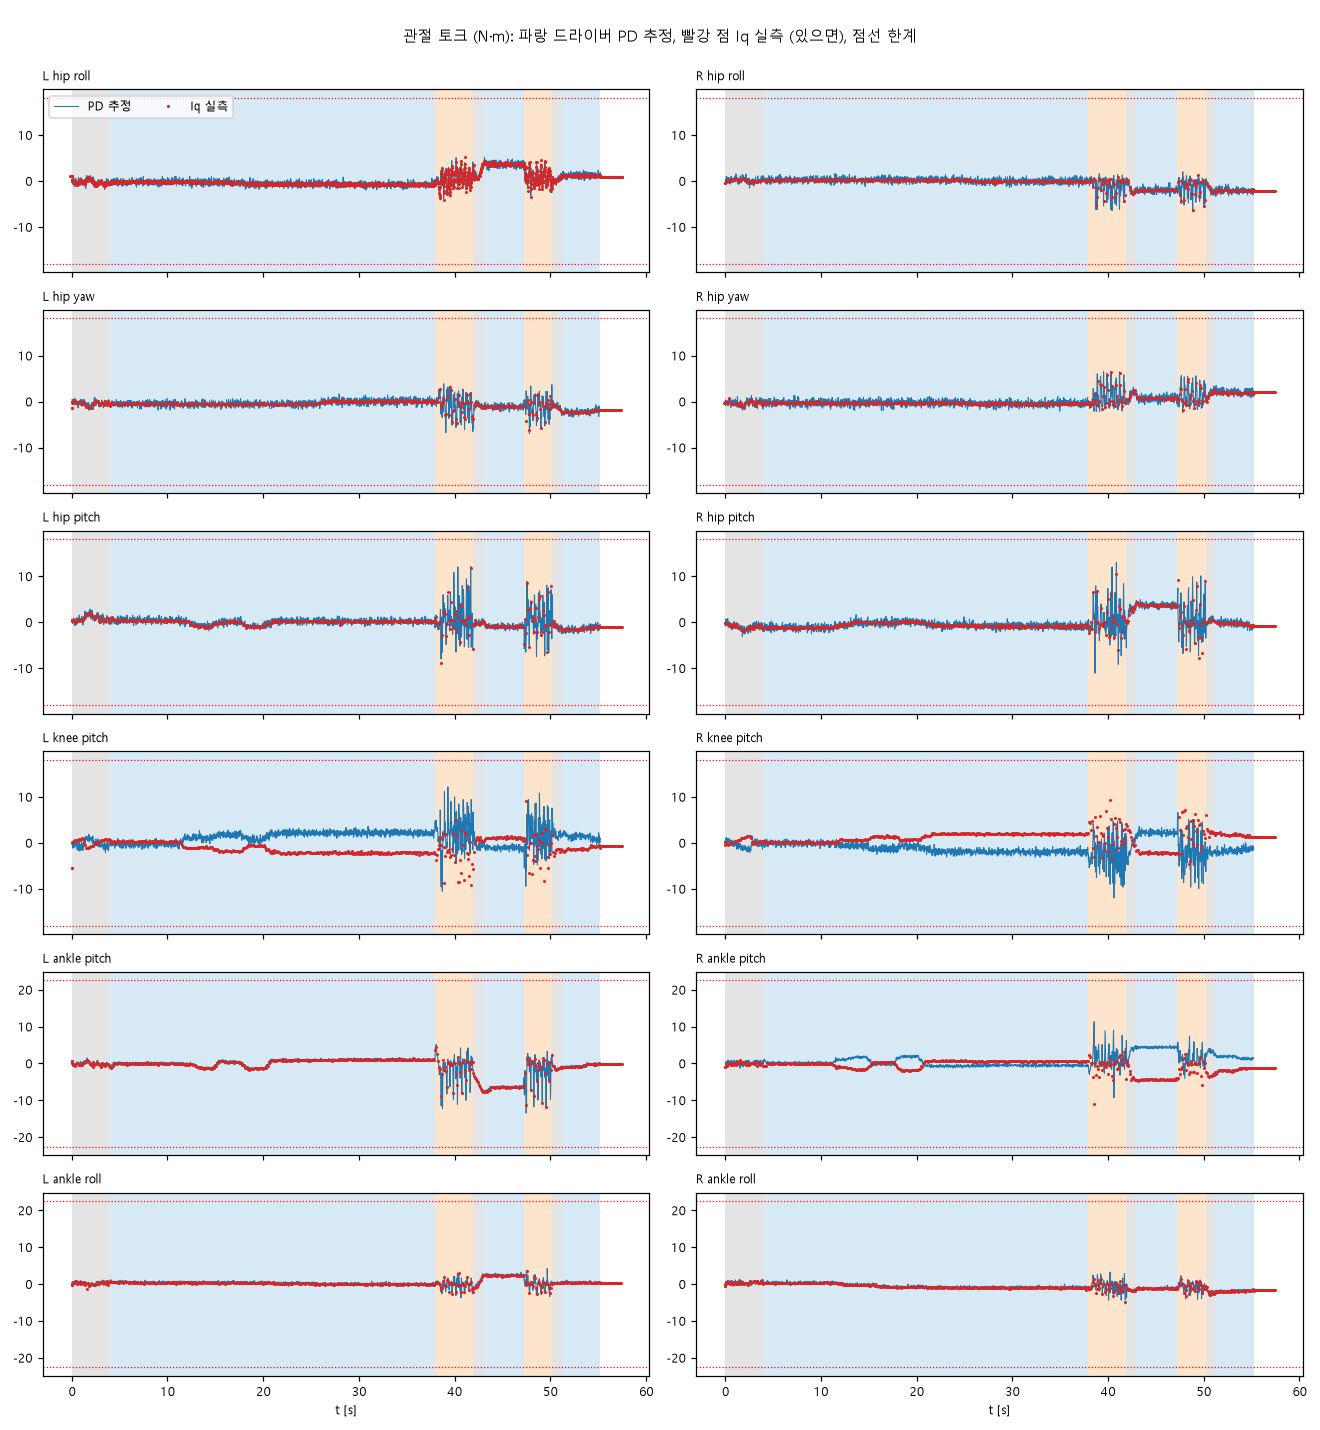 관절 토크 (N·m): 파랑 드라이버 PD 추정, 빨강 점 Iq 실측 (있으면), 점선 한계
L hip roll
R hip roll
PD 추정
Iq 실측
10
0
-10
10
0
-10
L hip yaw
R hip yaw
10
0
-10
10
0
-10
L hip pitch
R hip pitch
10
0
-10
10
0
-10
L knee pitch
R knee pitch
10
0
-10
10
0
-10
L ankle pitch
R ankle pitch
20
10
0
-10
-20
20
10
0
-10
-20
L ankle roll
R ankle roll
20
10
0
-10
-20
20
10
0
-10
-20
0 10 20 30 40 50 60
0 10 20 30 40 50 60
t [s]
t [s]